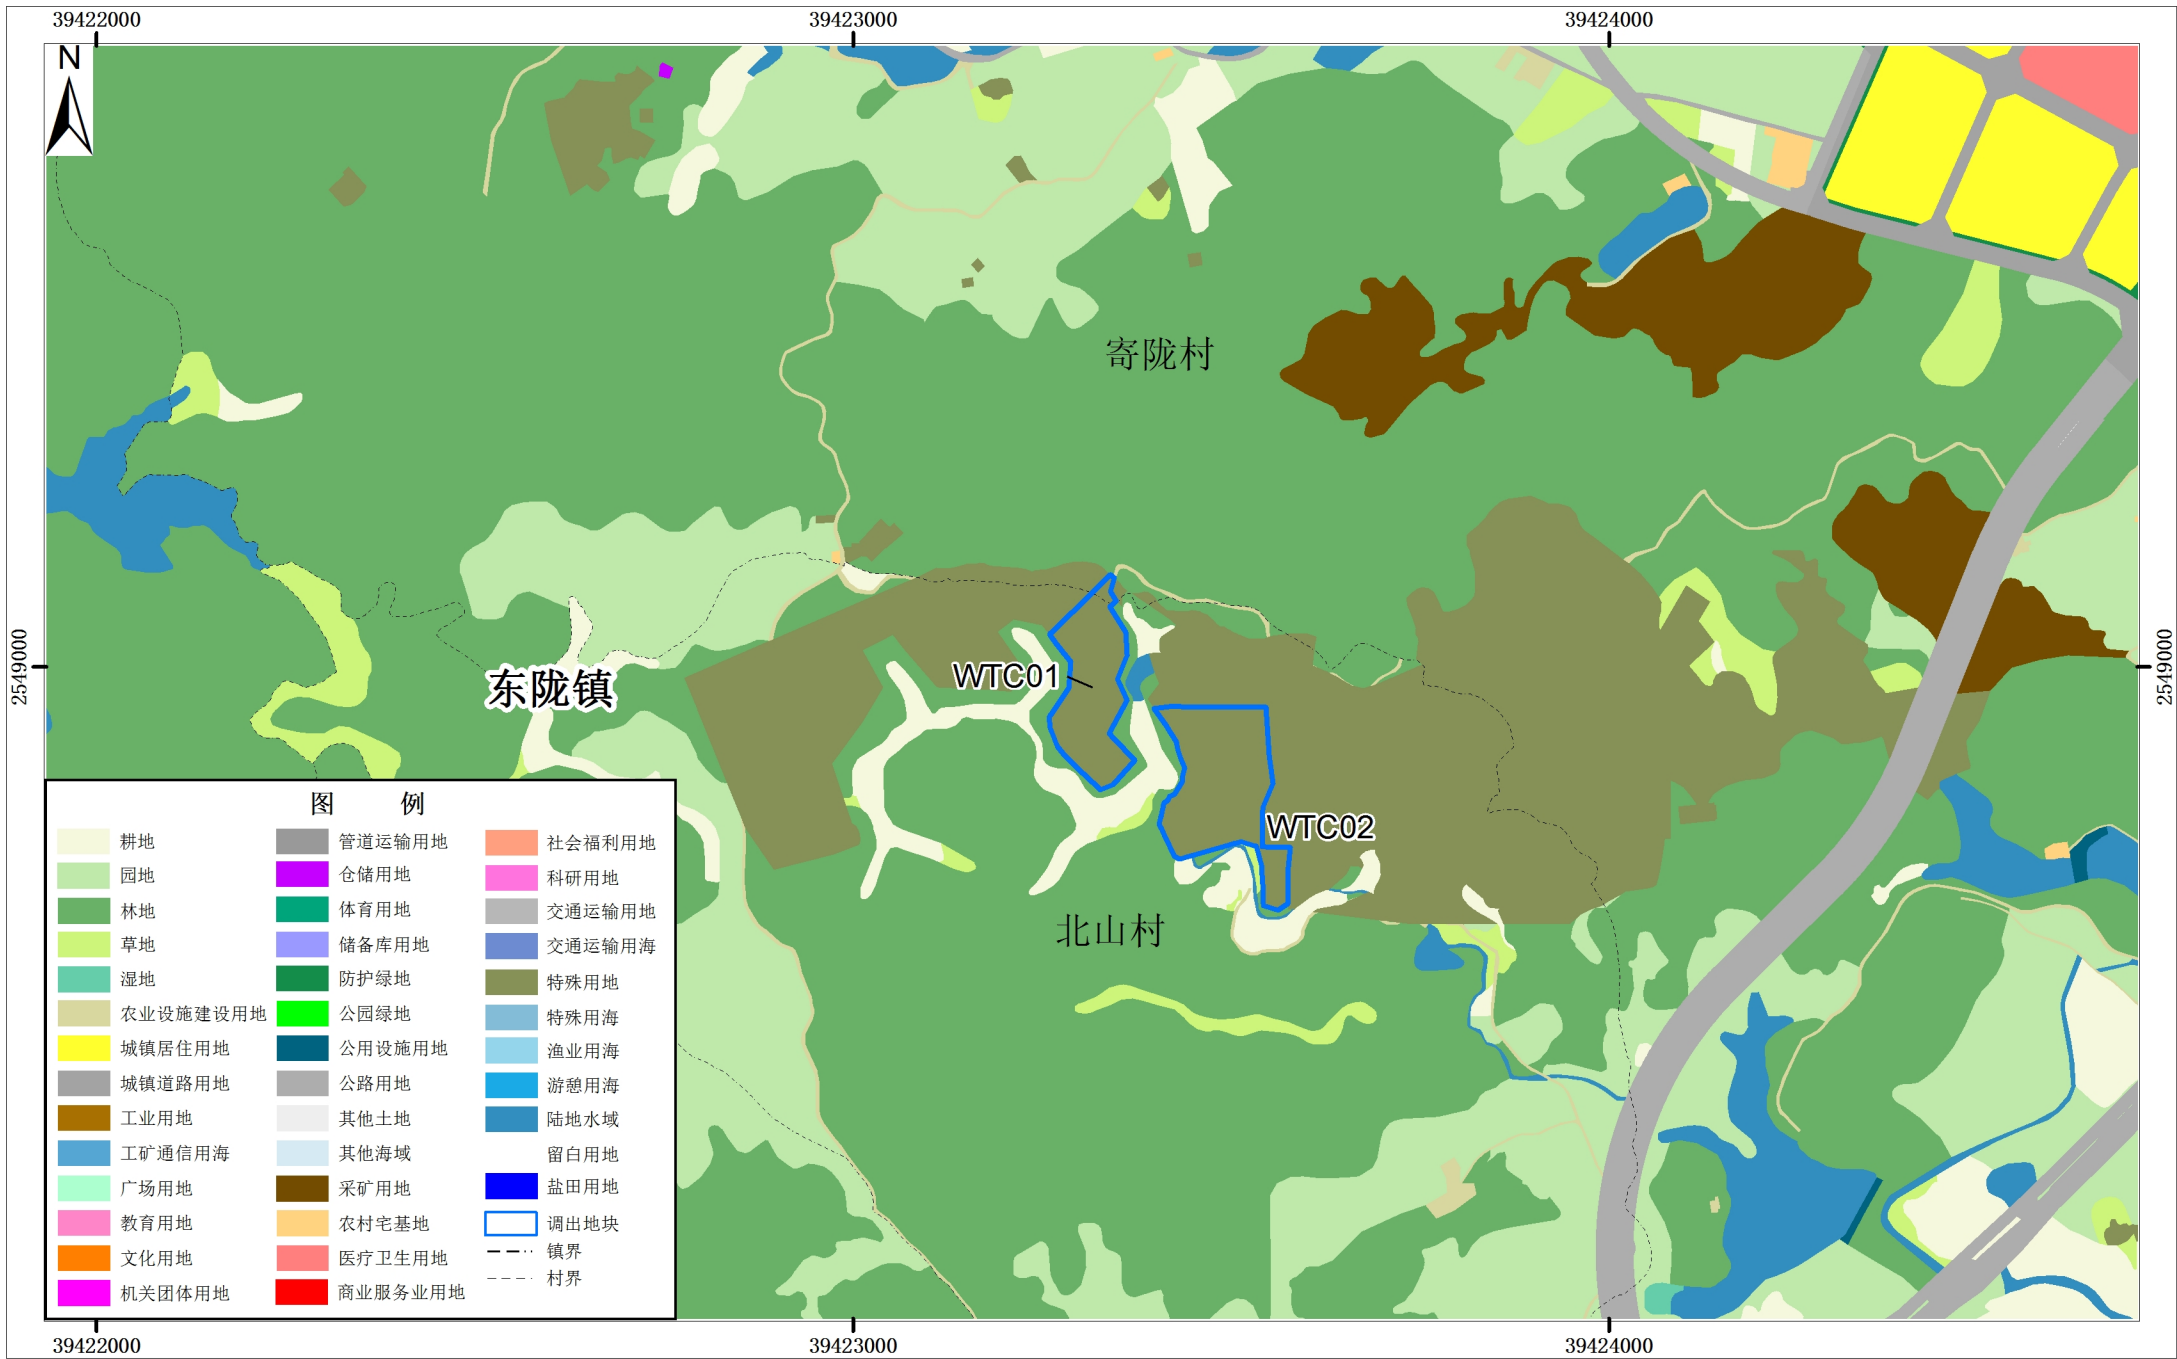 39422000
39423000
39424000
N
寄陇村
2549000
2549000
WTC01
东陇镇
WTC02
北山村
图 例
耕地
园地
林地
草地
湿地
农业设施建设用地
城镇居住用地
城镇道路用地
工业用地
工矿通信用海
广场用地
教育用地
文化用地
机关团体用地
管道运输用地
仓储用地
体育用地
储备库用地
防护绿地
公园绿地
公用设施用地
公路用地
其他土地
其他海域
采矿用地
农村宅基地
医疗卫生用地
商业服务业用地
社会福利用地
科研用地
交通运输用地
交通运输用海
特殊用地
特殊用海
渔业用海
游憩用海
陆地水域
留白用地
盐田用地
调出地块
镇界
村界
39422000
39423000
39424000